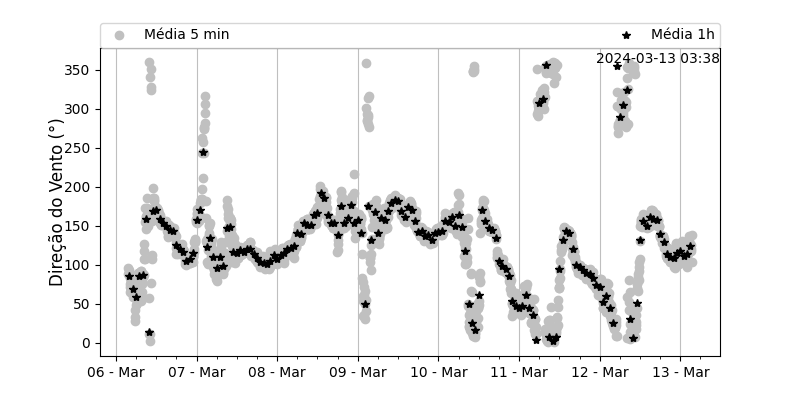 Média 5 min
Média 1h
2024-03-13 03:38
Direção do Vento (°)
350
300
250
200
150
100
50
0
06 - Mar
07 - Mar
08 - Mar
09 - Mar
10 - Mar
11 - Mar
12 - Mar
13 - Mar